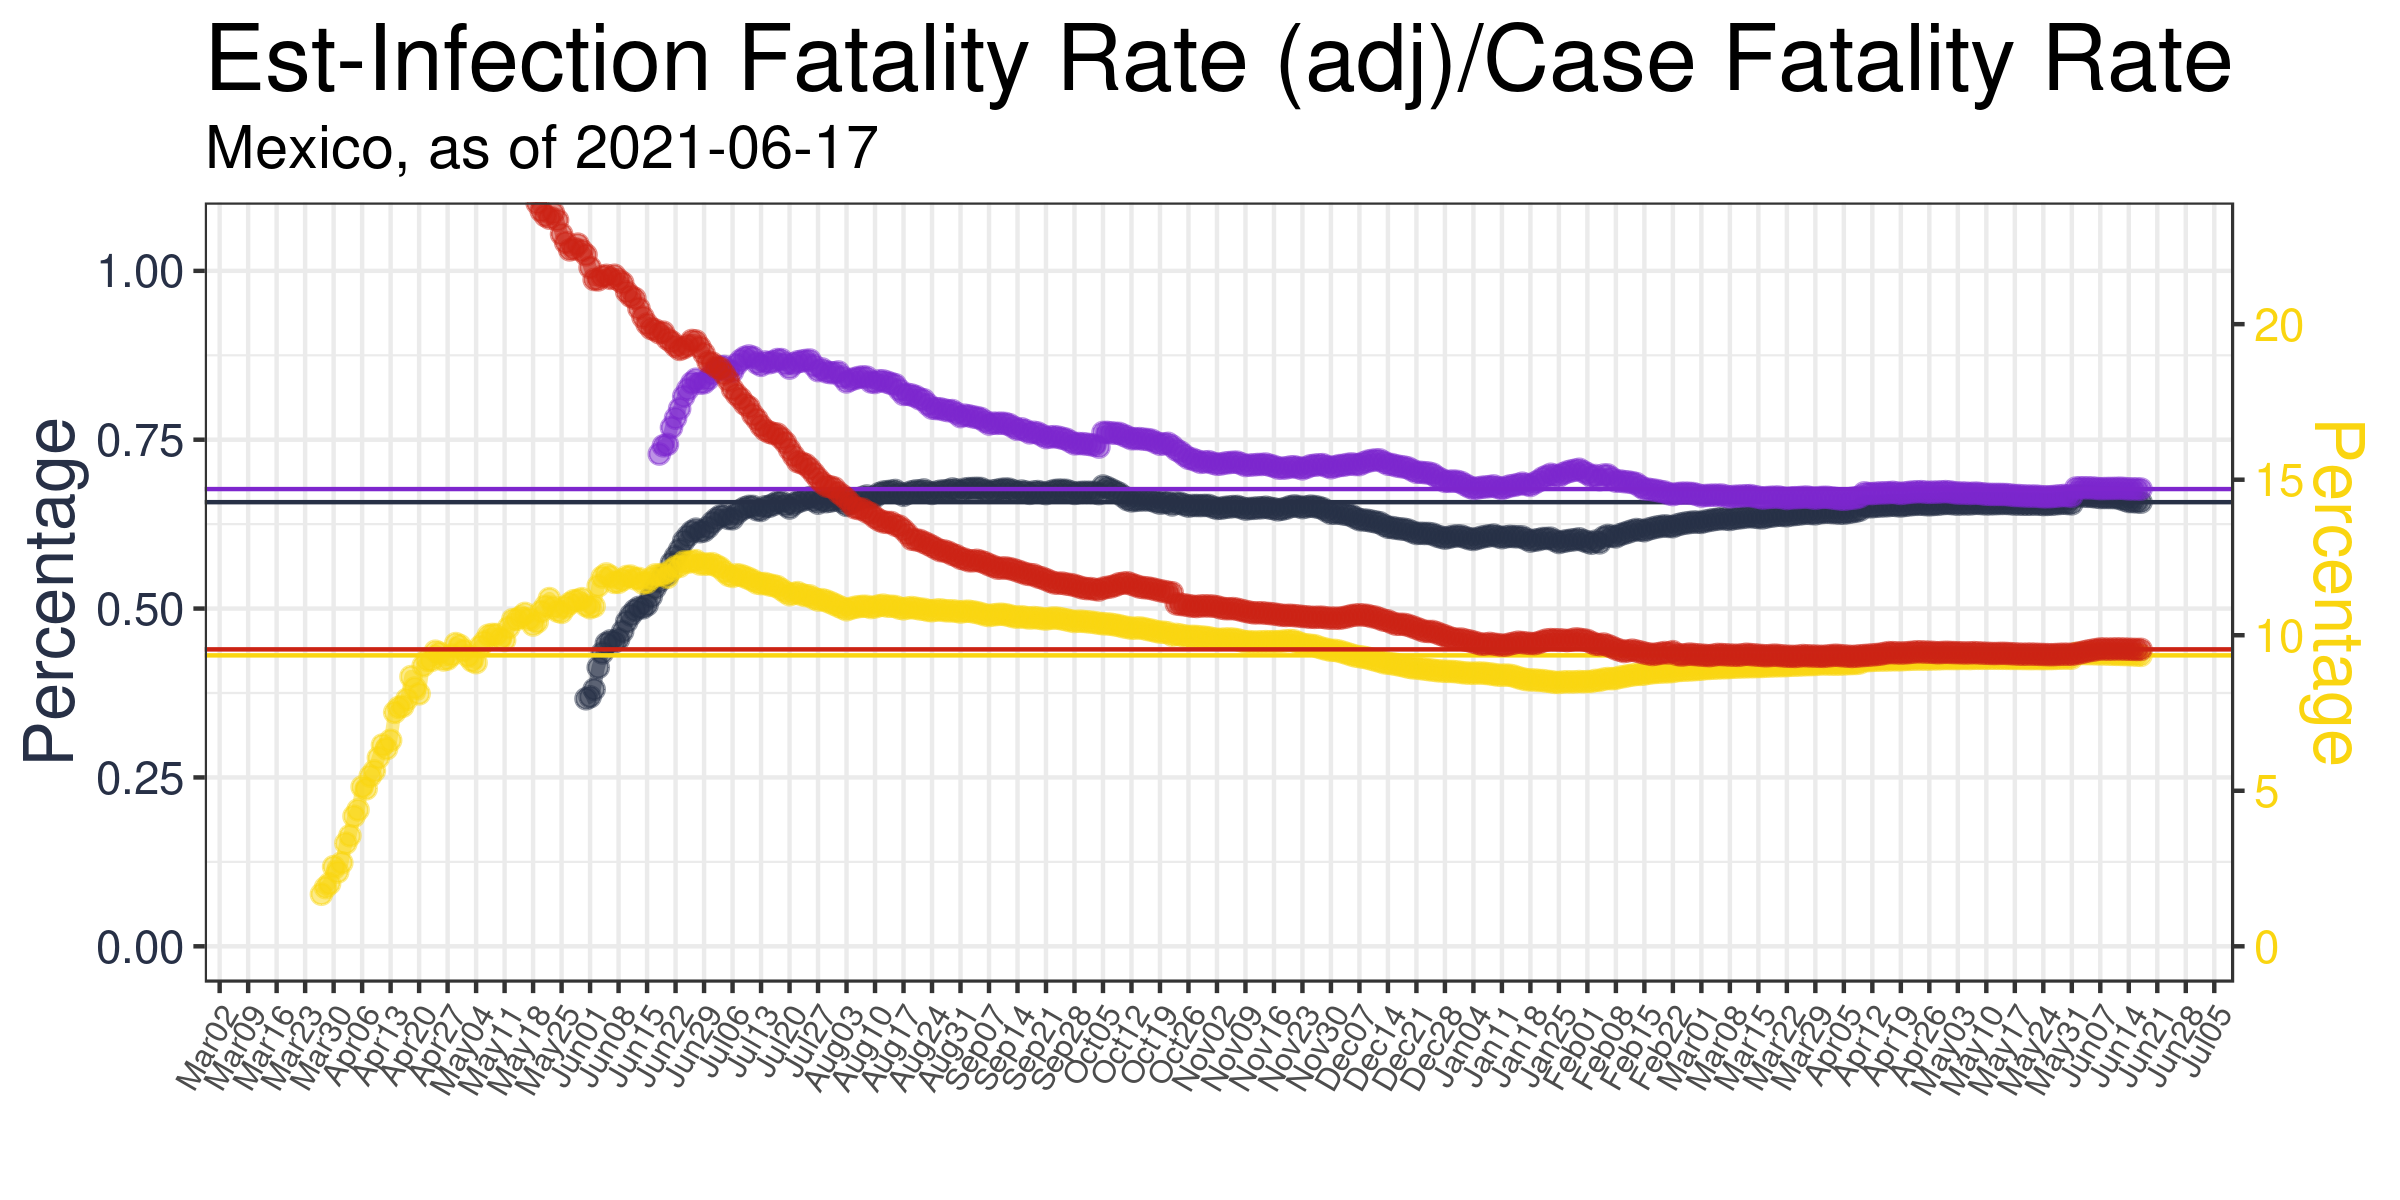 Est-Infection Fatality Rate (adj)/Case Fatality Rate
Mexico, as of 2021-06-17
Percentage
1.00
0.75
0.50
0.25
0.00
20
15
10
5
0
Percentage
Mar02
Mar09
Mar16
Mar23
Mar30
Apr06
Apr13
Apr20
Apr27
May04
May11
May18
May25
Jun01
Jun08
Jun15
Jun22
Jun29
Jul06
Jul13
Jul20
Jul27
Aug03
Aug10
Aug17
Aug24
Aug31
Sep07
Sep14
Sep21
Sep28
Oct05
Oct12
Oct19
Oct26
Nov02
Nov09
Nov16
Nov23
Nov30
Dec07
Dec14
Dec21
Dec28
Jan04
Jan11
Jan18
Jan25
Feb01
Feb08
Feb15
Feb22
Mar01
Mar08
Mar15
Mar22
Mar29
Apr05
Apr12
Apr19
Apr26
May03
May10
May17
May24
May31
Jun07
Jun14
Jun21
Jun28
Jul05